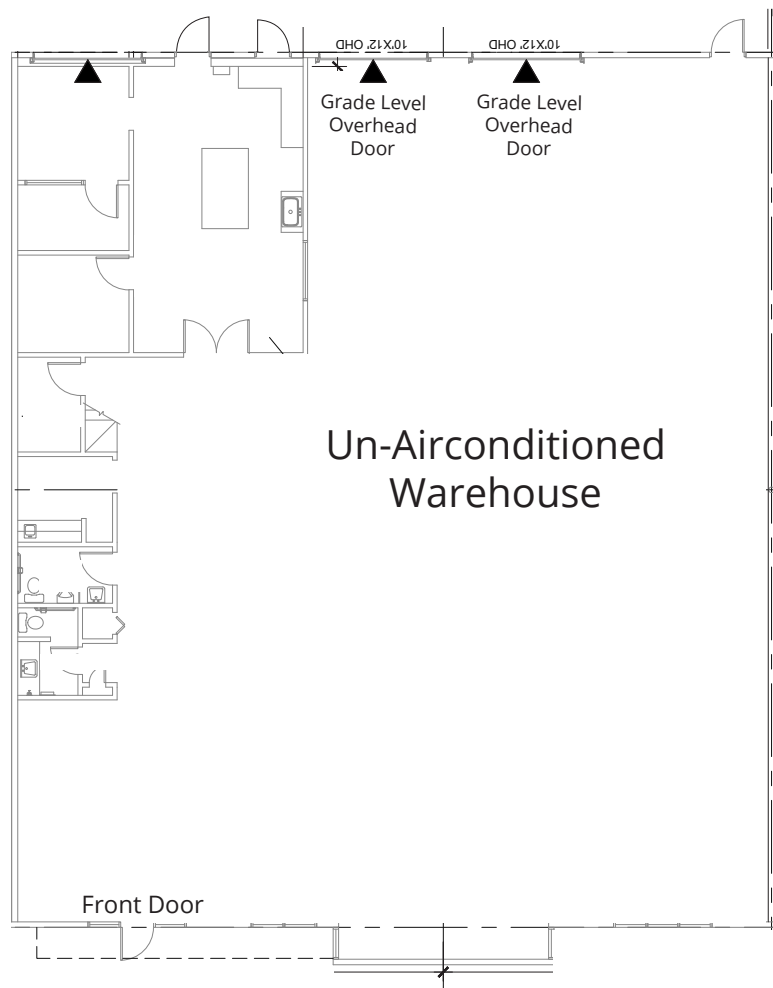 10'X12' OHD
10'X12' OHD
Grade Level
Overhead
Door
Grade Level
Overhead
Door
Un-Airconditioned
Warehouse
Front Door